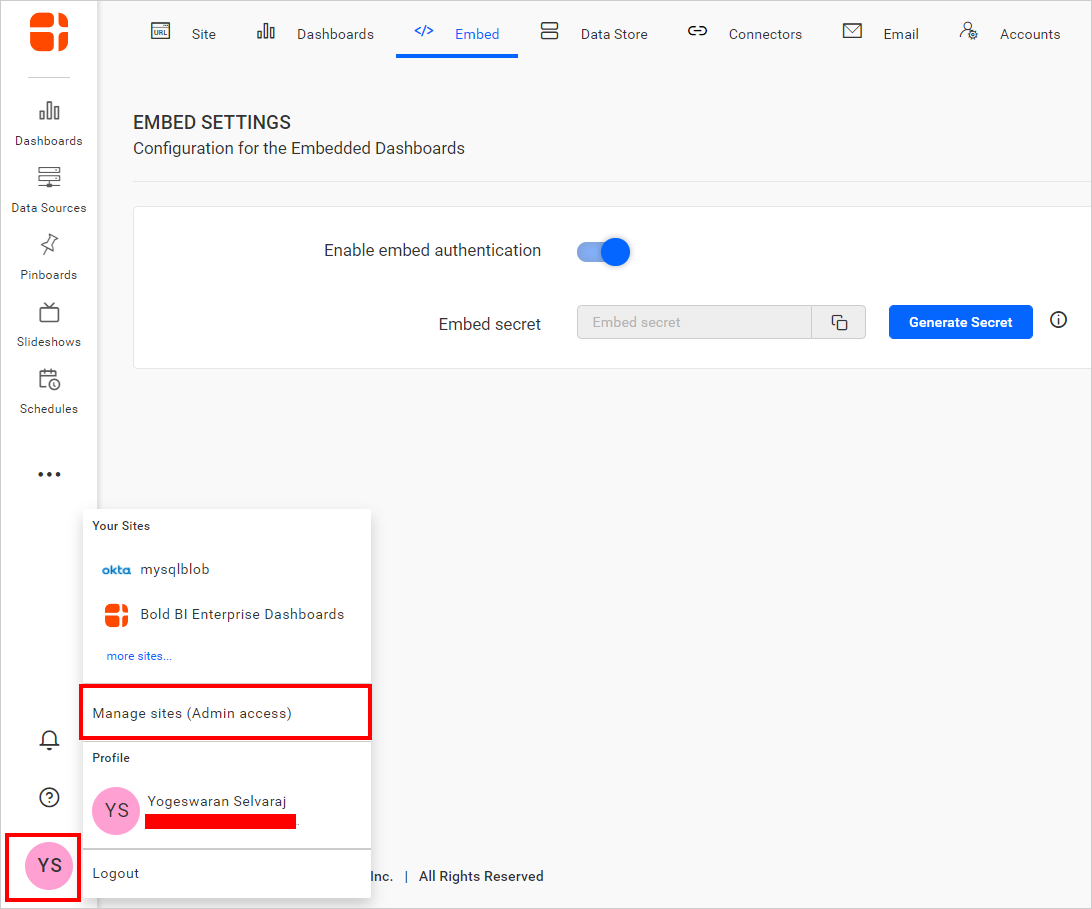 URL
Site
Dashboards
</> Embed
Data Store
Connectors
Email
Accounts
Dashboards
Data Sources
Pinboards
Slideshows
Schedules
EMBED SETTINGS
Configuration for the Embedded Dashboards
Enable embed authentication
Embed secret
Embed secret
Generate Secret
Your Sites
okta mysqlblob
Bold BI Enterprise Dashboards
more sites...
Manage sites (Admin access)
Profile
YS Yogeswaran Selvaraj
Logout
YS
Inc. | All Rights Reserved